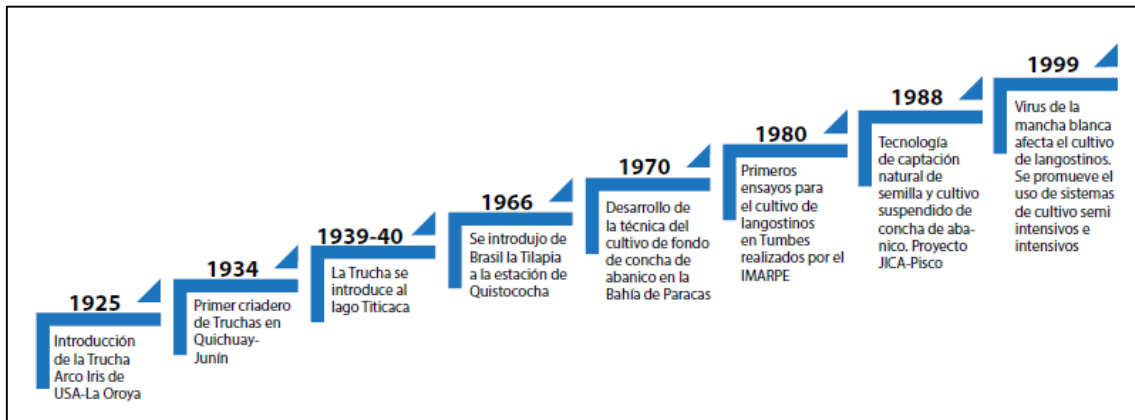 1925
Introducción
de la Trucha
Arco Iris de
USA-La Oroya
1934
Primer criadero
de Truchas en
Quichuay-
Junín
1939-40
La Trucha se
introduce al
lago Titicaca
1966
Se introdujo de
Brasil la Tilapia
a la estación de
Quistococha
1970
Desarrollo de
la técnica del
cultivo de fondo
de concha de
abanico en la
Bahía de Paracas
1980
Primeros
ensayos para
el cultivo de
langostinos
en Tumbes
realizados por el
IMARPE
1988
Tecnología
de captación
natural de
semilla y cultivo
suspendido de
concha de aba-
nico. Proyecto
JICA-Pisco
1999
Virus de la
mancha blanca
afecta el cultivo
de langostinos.
Se promueve el
uso de sistemas
de cultivo semi
intensivos e
intensivos